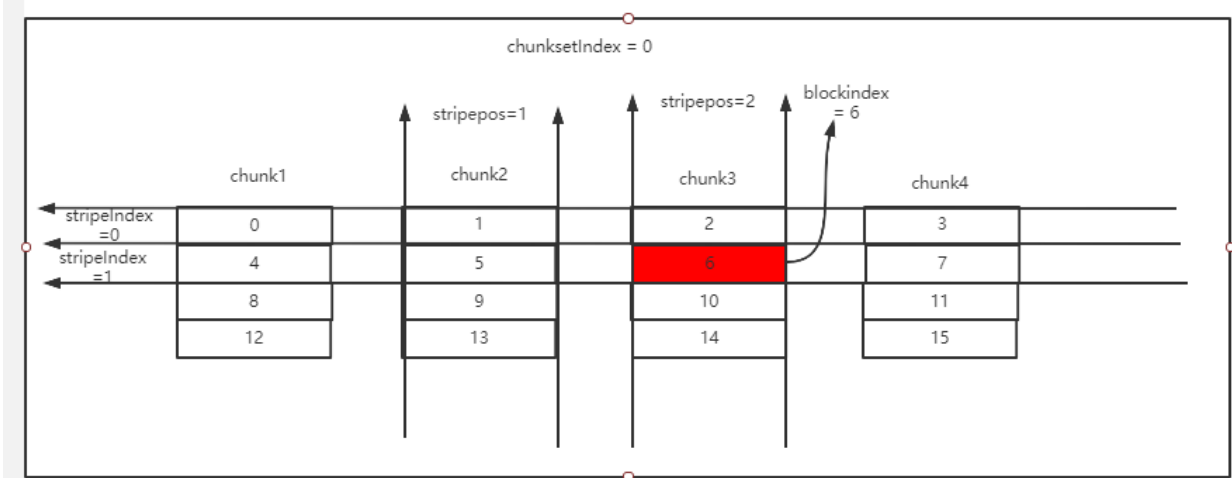 chunksetIndex = 0
stripepos=1
stripepos=2
blockindex
= 6
chunk1
chunk2
chunk3
chunk4
stripeIndex
=0
0
1
2
3
stripeIndex
=1
4
5
6
7
8
9
10
11
12
13
14
15